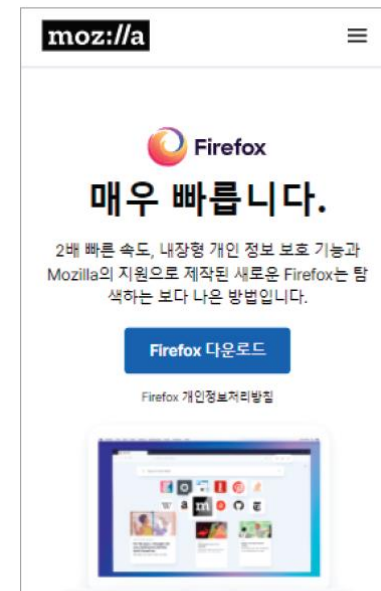 moz://a
Firefox
매우 빠릅니다.
2배 빠른 속도, 내장형 개인 정보 보호 기능과
Mozilla의 지원으로 제작된 새로운 Firefox는 탐
색하는 보다 나은 방법입니다.
Firefox 다운로드
Firefox 개인정보처리방침